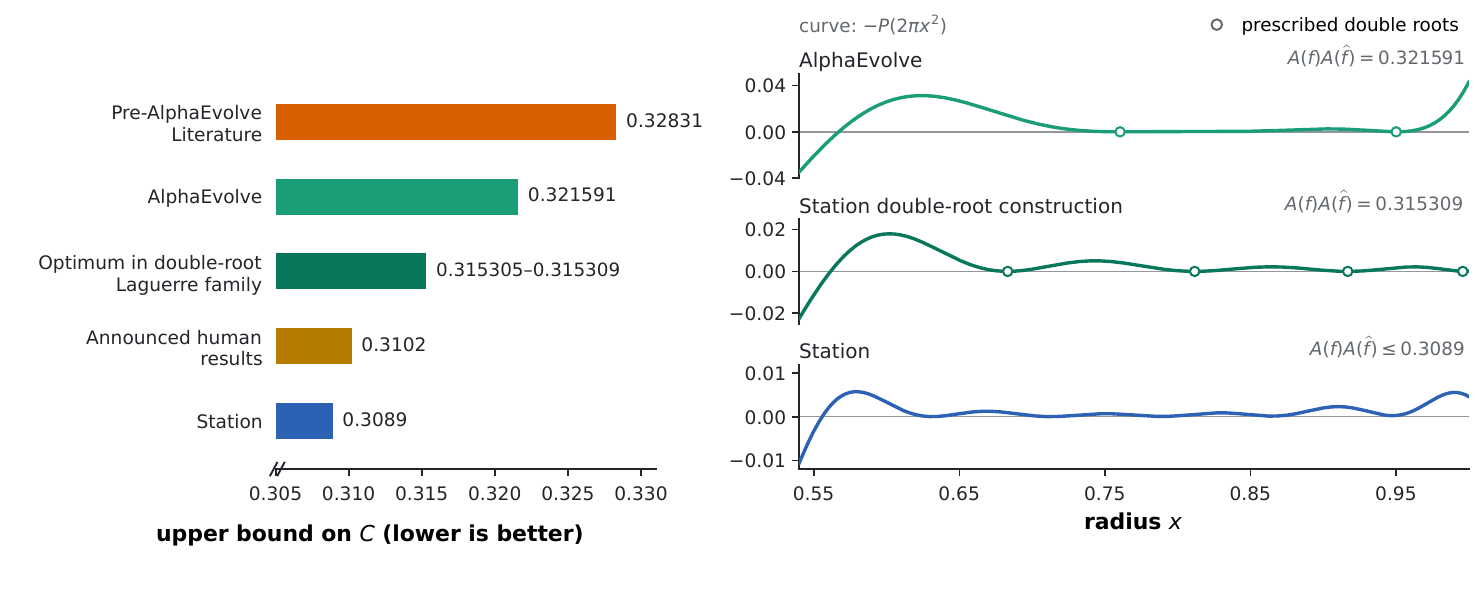 Pre-AlphaEvolve
Literature
0.32831
AlphaEvolve
0.321591
Optimum in double-root
Laguerre family
0.315305–0.315309
Announced human
results
0.3102
Station
0.3089
0.305 0.310 0.315 0.320 0.325 0.330
upper bound on C (lower is better)
curve: −P(2πx²)
prescribed double roots
AlphaEvolve
A(f)A(f̂) = 0.321591
0.04
0.00
−0.04
Station double-root construction
A(f)A(f̂) = 0.315309
0.02
0.00
−0.02
Station
A(f)A(f̂) ≤ 0.3089
0.01
0.00
−0.01
0.55 0.65 0.75 0.85 0.95
radius x